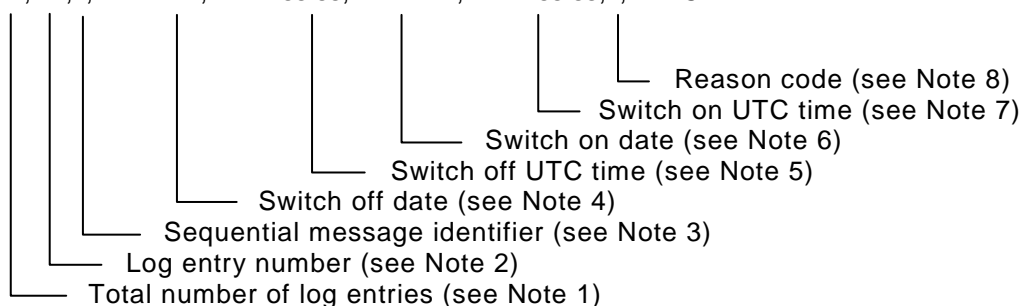 Reason code (see Note 8)
Switch on UTC time (see Note 7)
Switch on date (see Note 6)
Switch off UTC time (see Note 5)
Switch off date (see Note 4)
Sequential message identifier (see Note 3)
Log entry number (see Note 2)
Total number of log entries (see Note 1)